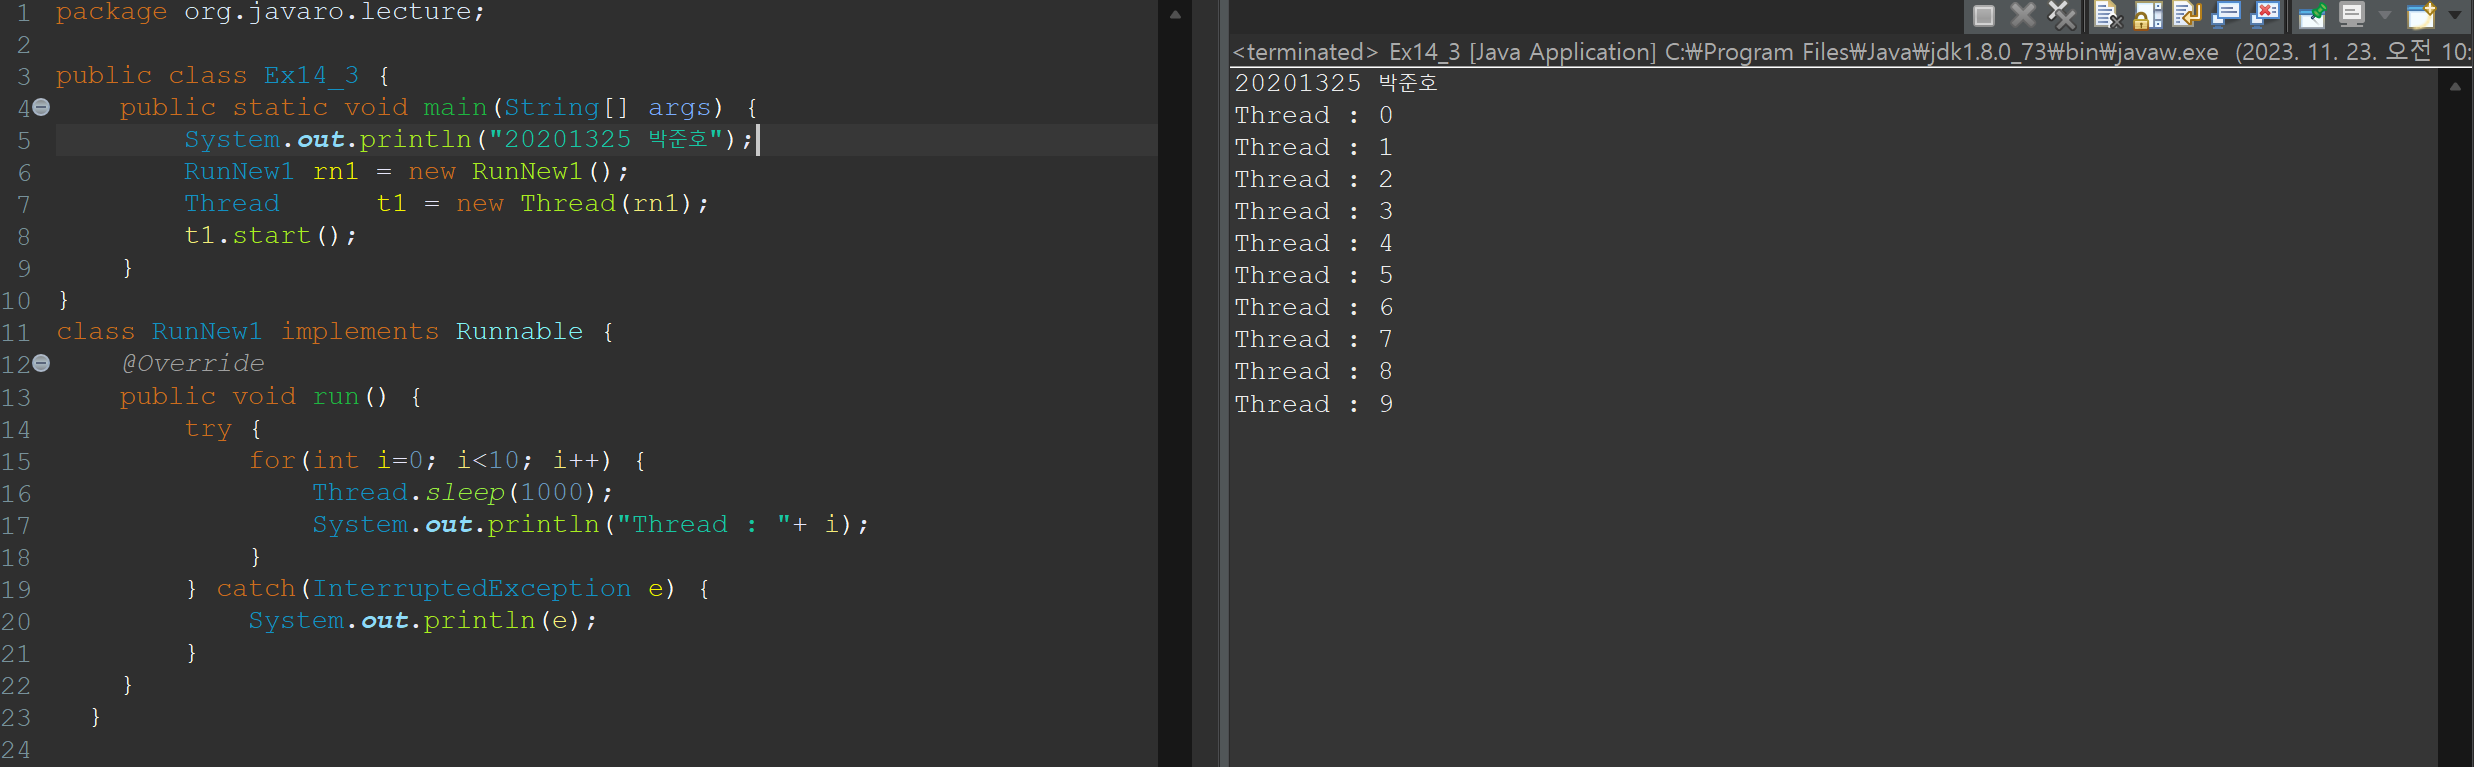 1 package org.javaro.lecture;
2
3 public class Ex14_3 {
4     public static void main(String[] args) {
5         System.out.println("20201325 박준호");
6         RunNew1 rn1 = new RunNew1();
7         Thread      t1 = new Thread(rn1);
8         t1.start();
9     }
10 }
11 class RunNew1 implements Runnable {
12     @Override
13     public void run() {
14         try {
15             for(int i=0; i<10; i++) {
16                 Thread.sleep(1000);
17                 System.out.println("Thread : "+ i);
18             }
19         } catch(InterruptedException e) {
20             System.out.println(e);
21         }
22     }
23   }
24
<terminated> Ex14_3 [Java Application] C:₩Program Files₩Java₩jdk1.8.0_73₩bin₩javaw.exe  (2023. 11. 23. 오전 10:
20201325 박준호
Thread : 0
Thread : 1
Thread : 2
Thread : 3
Thread : 4
Thread : 5
Thread : 6
Thread : 7
Thread : 8
Thread : 9